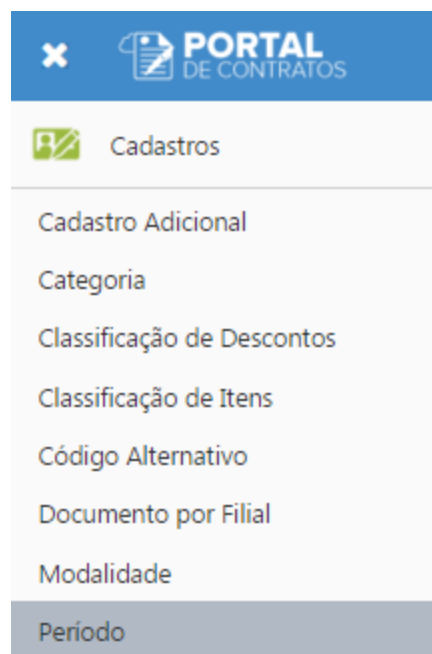 PORTAL
DE CONTRATOS
Cadastros
Cadastro Adicional
Categoria
Classificação de Descontos
Classificação de Itens
Código Alternativo
Documento por Filial
Modalidade
Período